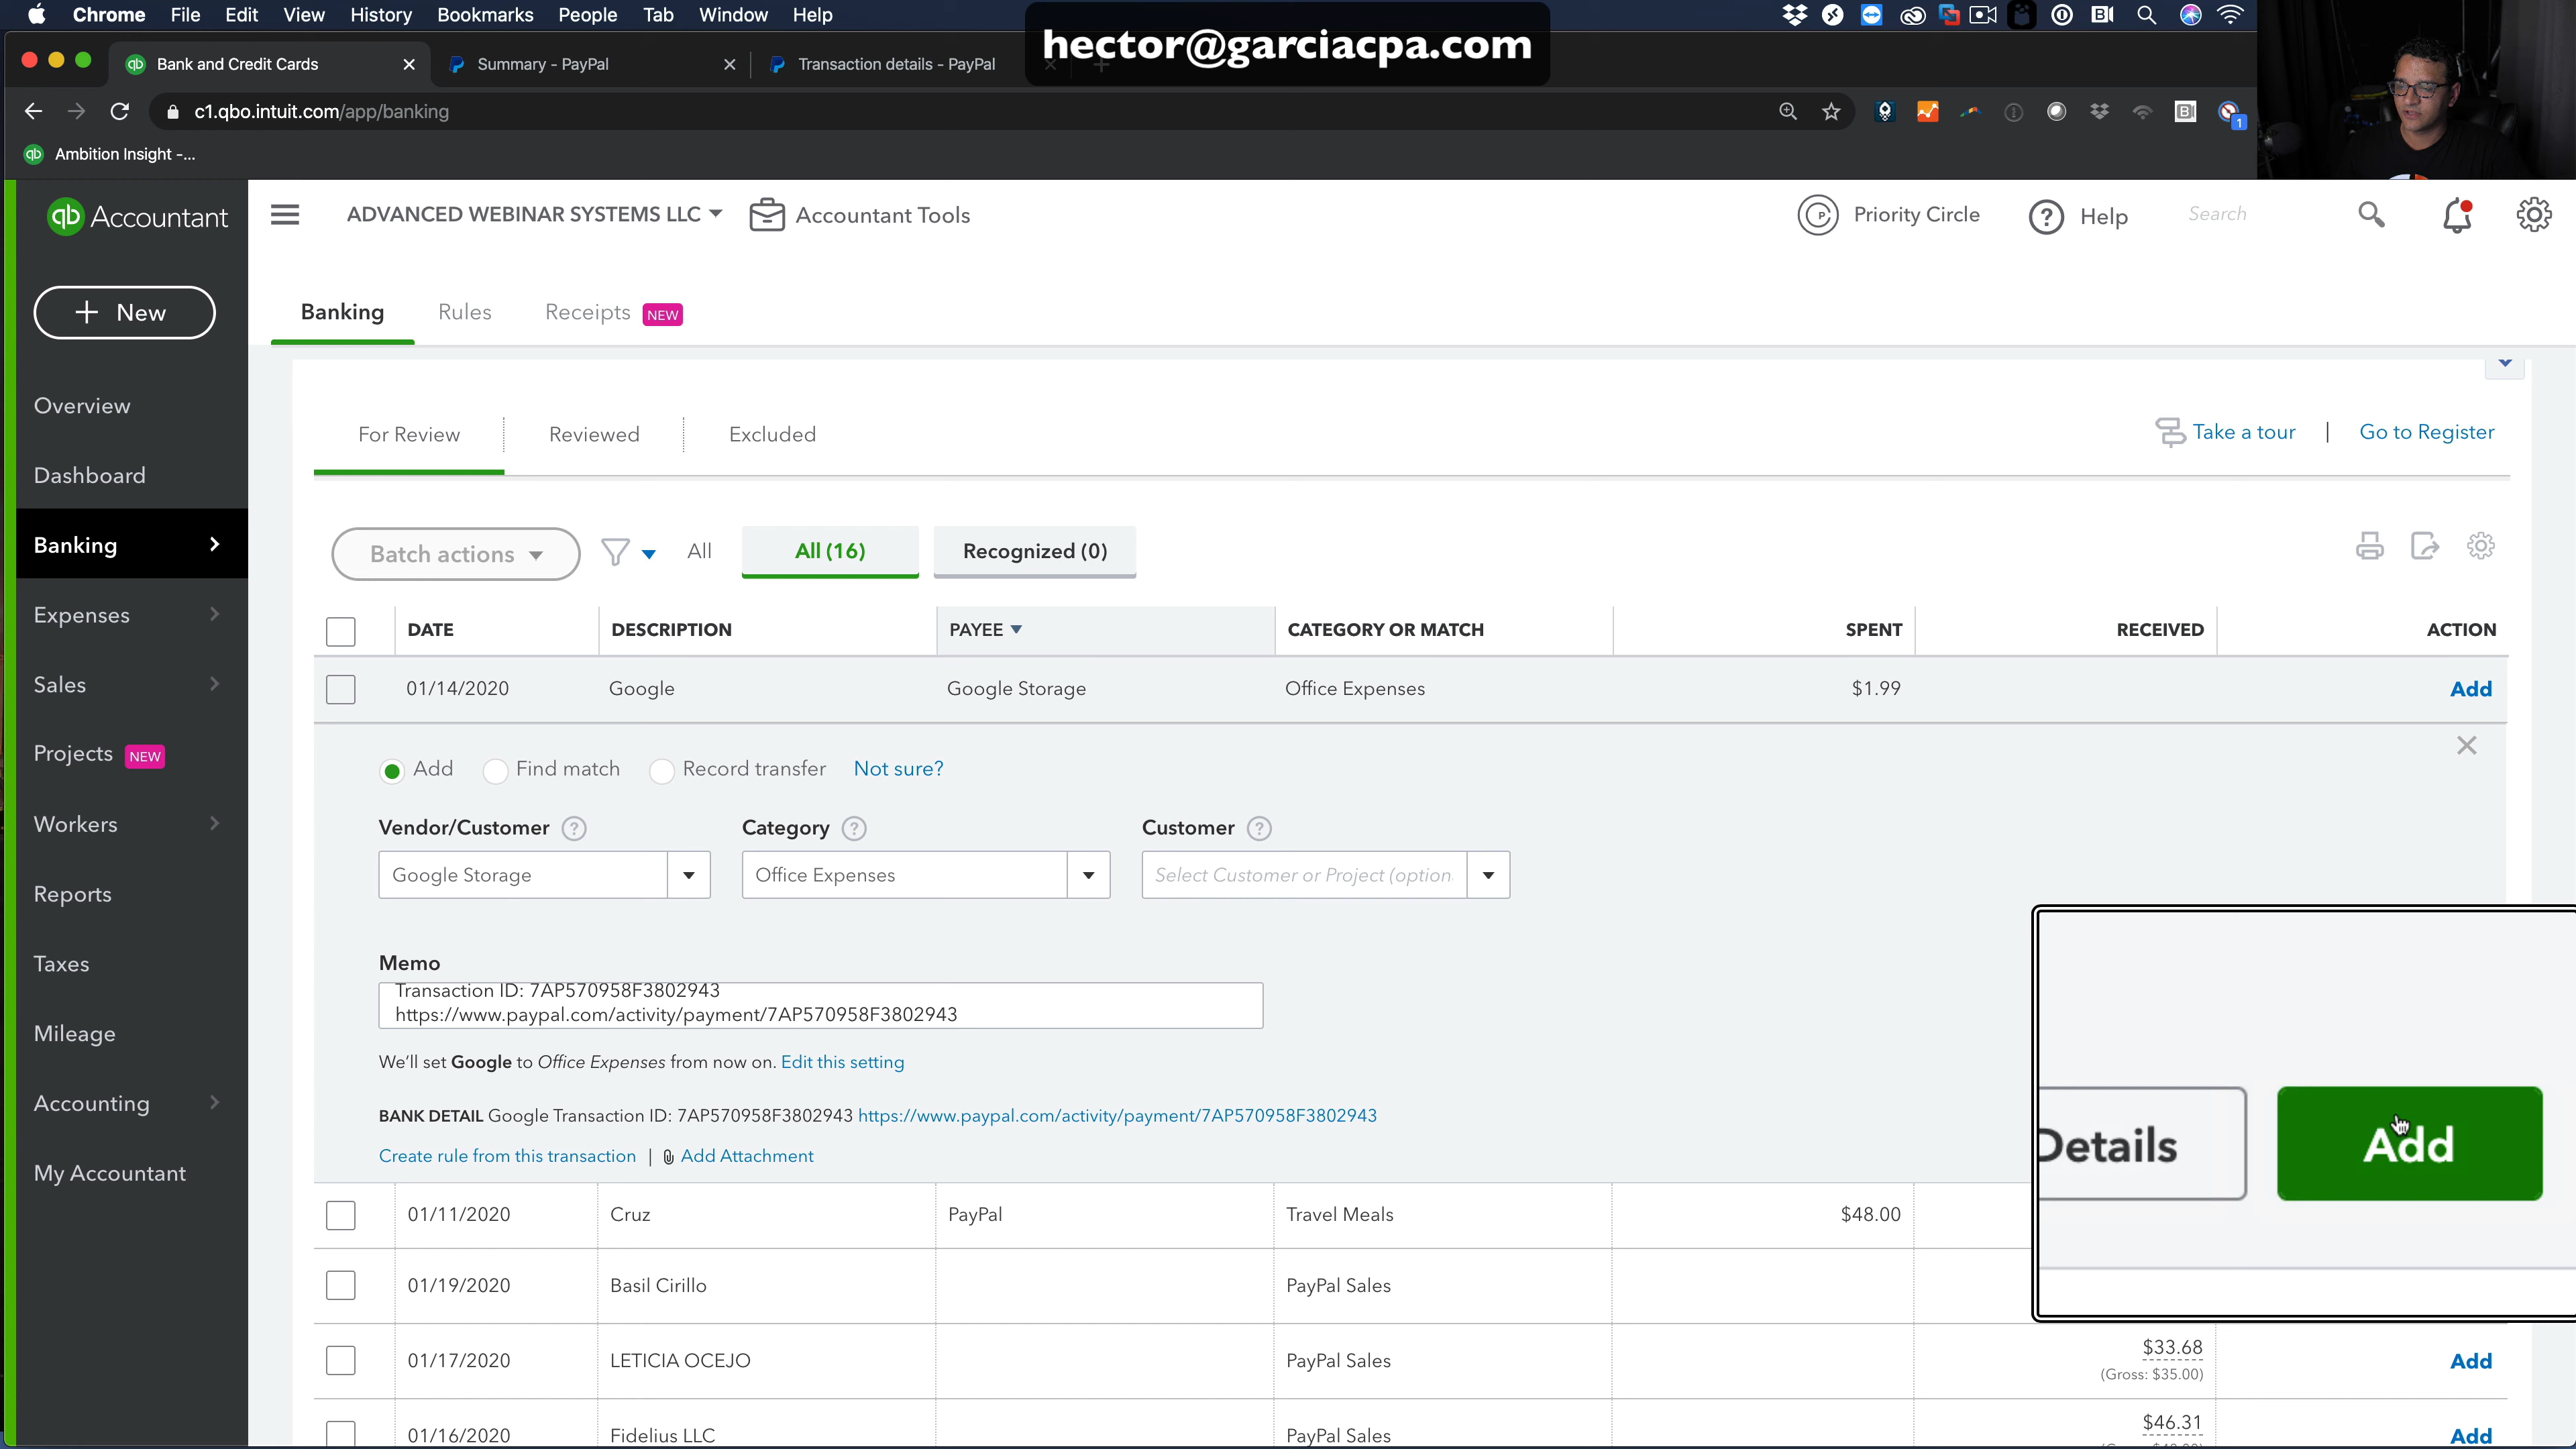 Chrome File Edit View History Bookmarks People Tab Window Help
hector@garciacpa.com
Bank and Credit Cards
Summary - PayPal
Transaction details - PayPal
c1.qbo.intuit.com/app/banking
1
Ambition Insight -...
qb Accountant
ADVANCED WEBINAR SYSTEMS LLC
Accountant Tools
Priority Circle
Help
Search
+ New
Banking
Rules
Receipts NEW
Overview
Dashboard
Banking
Expenses
Sales
Projects NEW
Workers
Reports
Taxes
Mileage
Accounting
My Accountant
For Review
Reviewed
Excluded
Take a tour | Go to Register
Batch actions
All
All (16)
Recognized (0)
DATE DESCRIPTION PAYEE CATEGORY OR MATCH SPENT RECEIVED ACTION
01/14/2020 Google Google Storage Office Expenses $1.99 Add
Add Find match Record transfer Not sure?
Vendor/Customer Category Customer
Google Storage Office Expenses Select Customer or Project (option
Memo
Transaction ID: 7AP570958F3802943
https://www.paypal.com/activity/payment/7AP570958F3802943
We'll set Google to Office Expenses from now on. Edit this setting
BANK DETAIL Google Transaction ID: 7AP570958F3802943 https://www.paypal.com/activity/payment/7AP570958F3802943
Create rule from this transaction | Add Attachment
Details Add
01/11/2020 Cruz PayPal Travel Meals $48.00
01/19/2020 Basil Cirillo PayPal Sales
01/17/2020 LETICIA OCEJO PayPal Sales $33.68 Add
(Gross: $35.00)
01/16/2020 Fidelius LLC PayPal Sales $46.31 Add